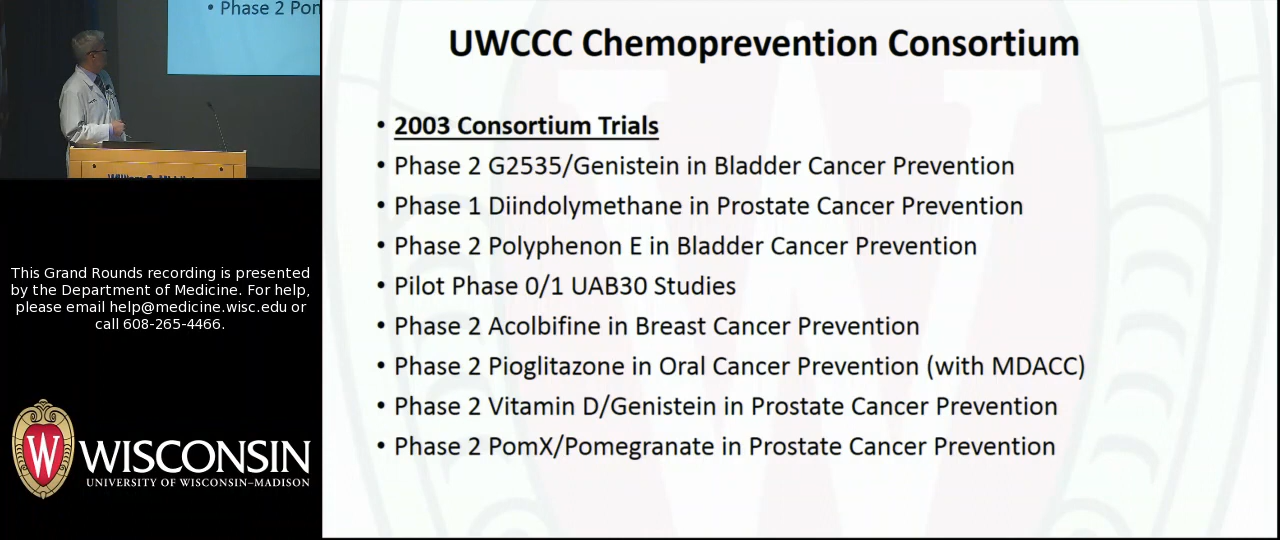 • Phase 2 Pom
UWCCC Chemoprevention Consortium
• 2003 Consortium Trials
• Phase 2 G2535/Genistein in Bladder Cancer Prevention
• Phase 1 Diindolymethane in Prostate Cancer Prevention
• Phase 2 Polyphenon E in Bladder Cancer Prevention
• Pilot Phase 0/1 UAB30 Studies
• Phase 2 Acolbifine in Breast Cancer Prevention
• Phase 2 Pioglitazone in Oral Cancer Prevention (with MDACC)
• Phase 2 Vitamin D/Genistein in Prostate Cancer Prevention
• Phase 2 PomX/Pomegranate in Prostate Cancer Prevention
This Grand Rounds recording is presented
by the Department of Medicine. For help,
please email help@medicine.wisc.edu or
call 608-265-4466.
W
WISCONSIN
UNIVERSITY OF WISCONSIN–MADISON